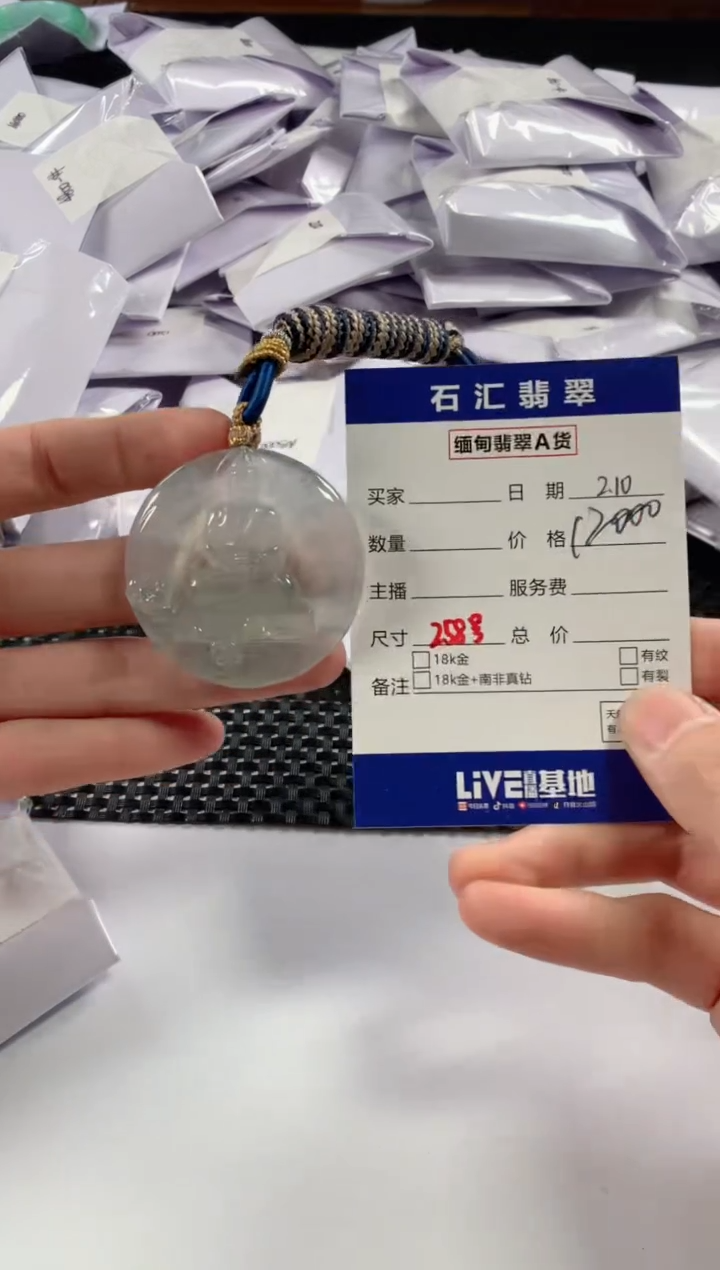 石汇翡翠
缅甸翡翠A货
买家 日期 2.10
数量 价格 12000
主播 服务费
尺寸 258号 总价
18k金 有纹
备注 18k金+南非真钻 有裂
LiVE直播基地